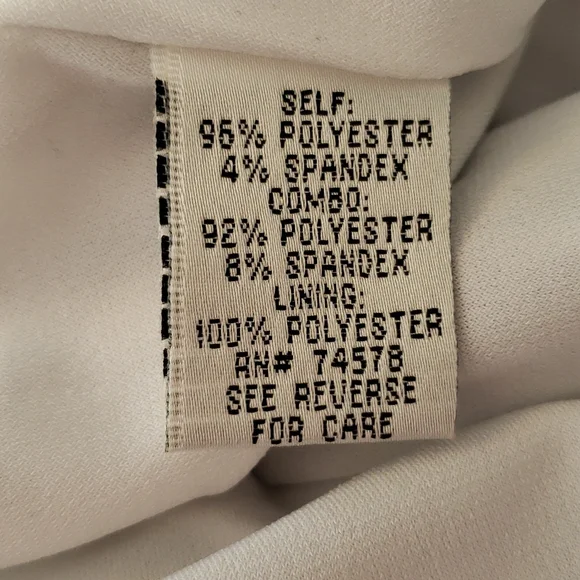 SELF:
96% POLYESTER
4% SPANDEX
COMBO:
92% POLYESTER
8% SPANDEX
LINING:
100% POLYESTER
RN# 74578
SEE REVERSE
FOR CARE